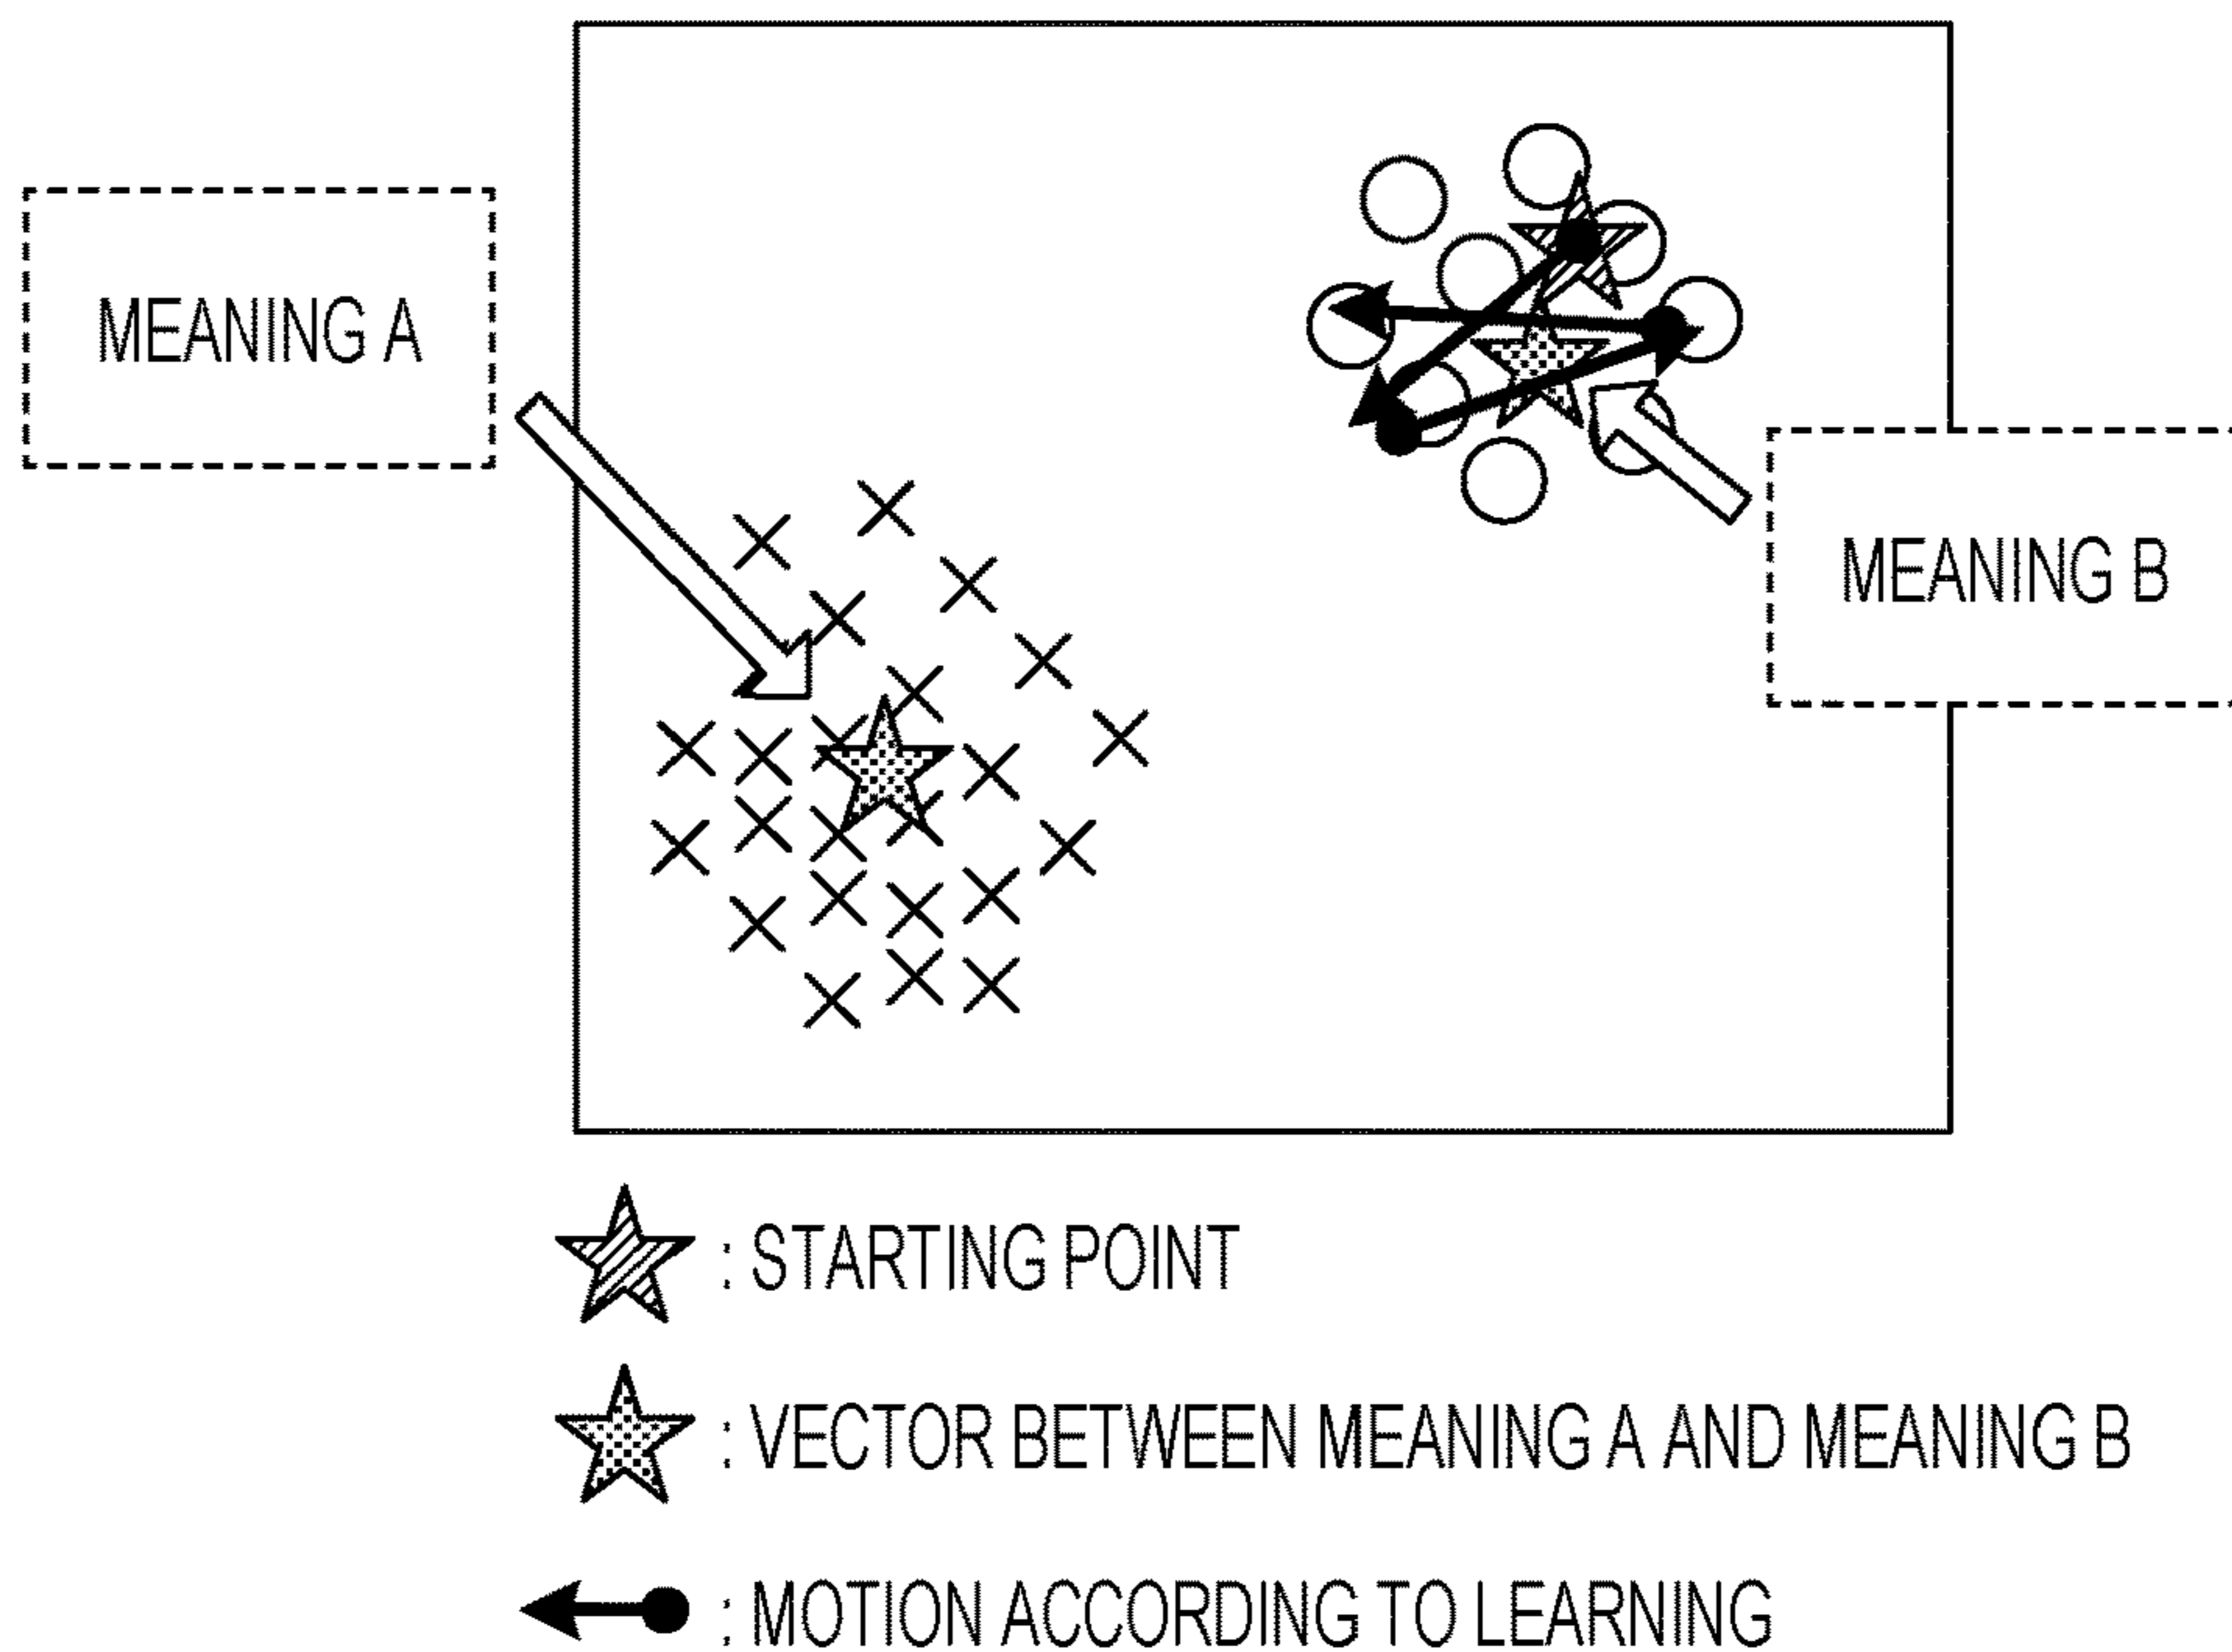 MEANING A
MEANING B
: STARTING POINT
: VECTOR BETWEEN MEANING A AND MEANING B
: MOTION ACCORDING TO LEARNING